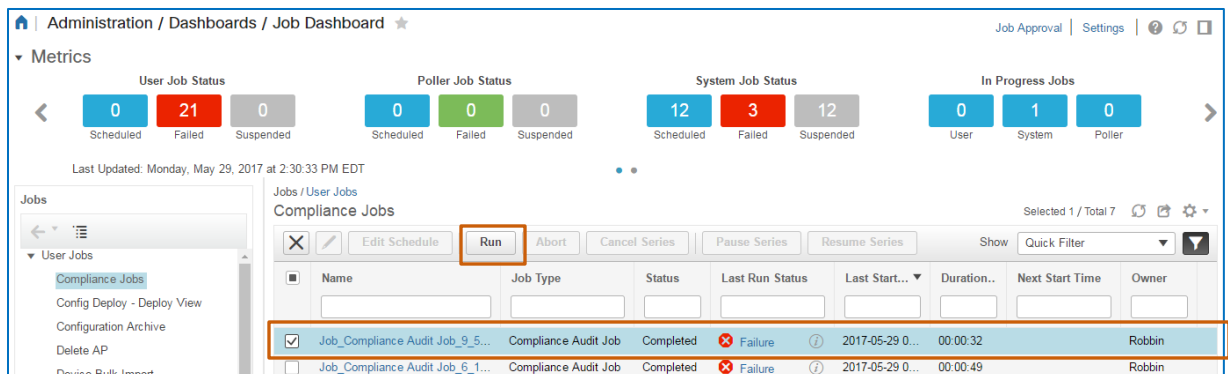 Administration / Dashboards / Job Dashboard
Job Approval Settings
Metrics
User Job Status Poller Job Status System Job Status In Progress Jobs
0 21 0 0 0 0 12 3 12 0 1 0
Scheduled Failed Suspended Scheduled Failed Suspended Scheduled Failed Suspended User System Poller
Last Updated: Monday, May 29, 2017 at 2:30:33 PM EDT
Jobs
User Jobs
Compliance Jobs
Config Deploy - Deploy View
Configuration Archive
Delete AP
Device Bulk Import
Jobs / User Jobs
Compliance Jobs
Selected 1 / Total 7
Edit Schedule Run Abort Cancel Series Pause Series Resume Series Show Quick Filter
Name Job Type Status Last Run Status Last Start... Duration.. Next Start Time Owner
Job_Compliance Audit Job_9_5... Compliance Audit Job Completed Failure 2017-05-29 0... 00:00:32 Robbin
Job_Compliance Audit Job_6_1... Compliance Audit Job Completed Failure 2017-05-29 0... 00:00:49 Robbin